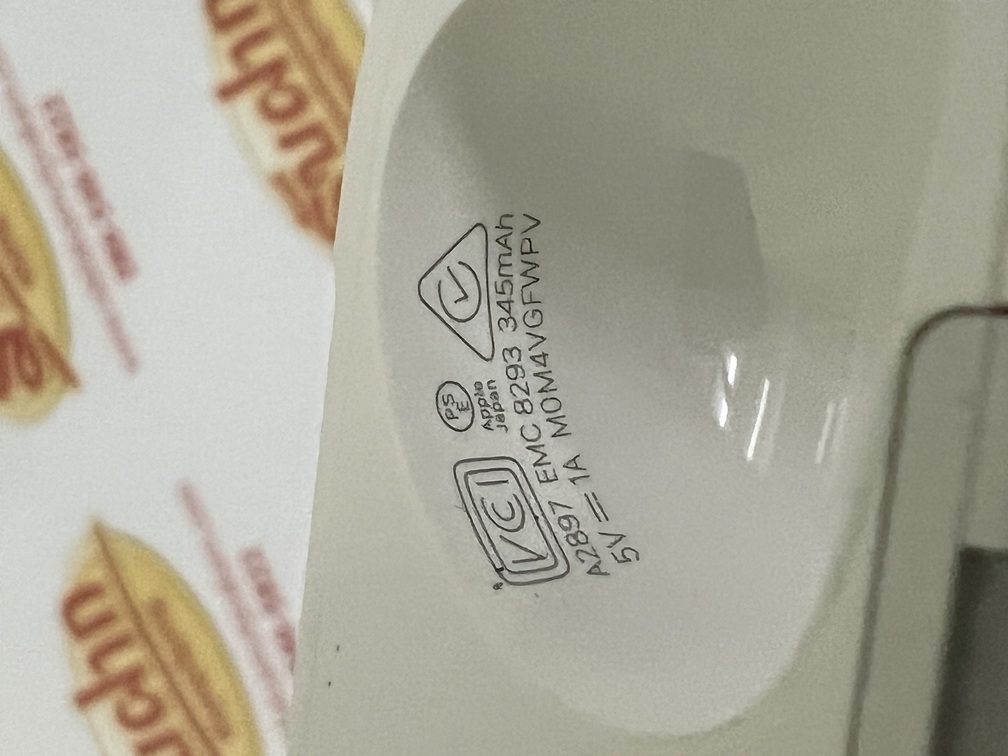 VCI
PS
E
Apple
Japan
A2897 EMC 8293 345mAh
5V⎓1A M0M4VGFWPV